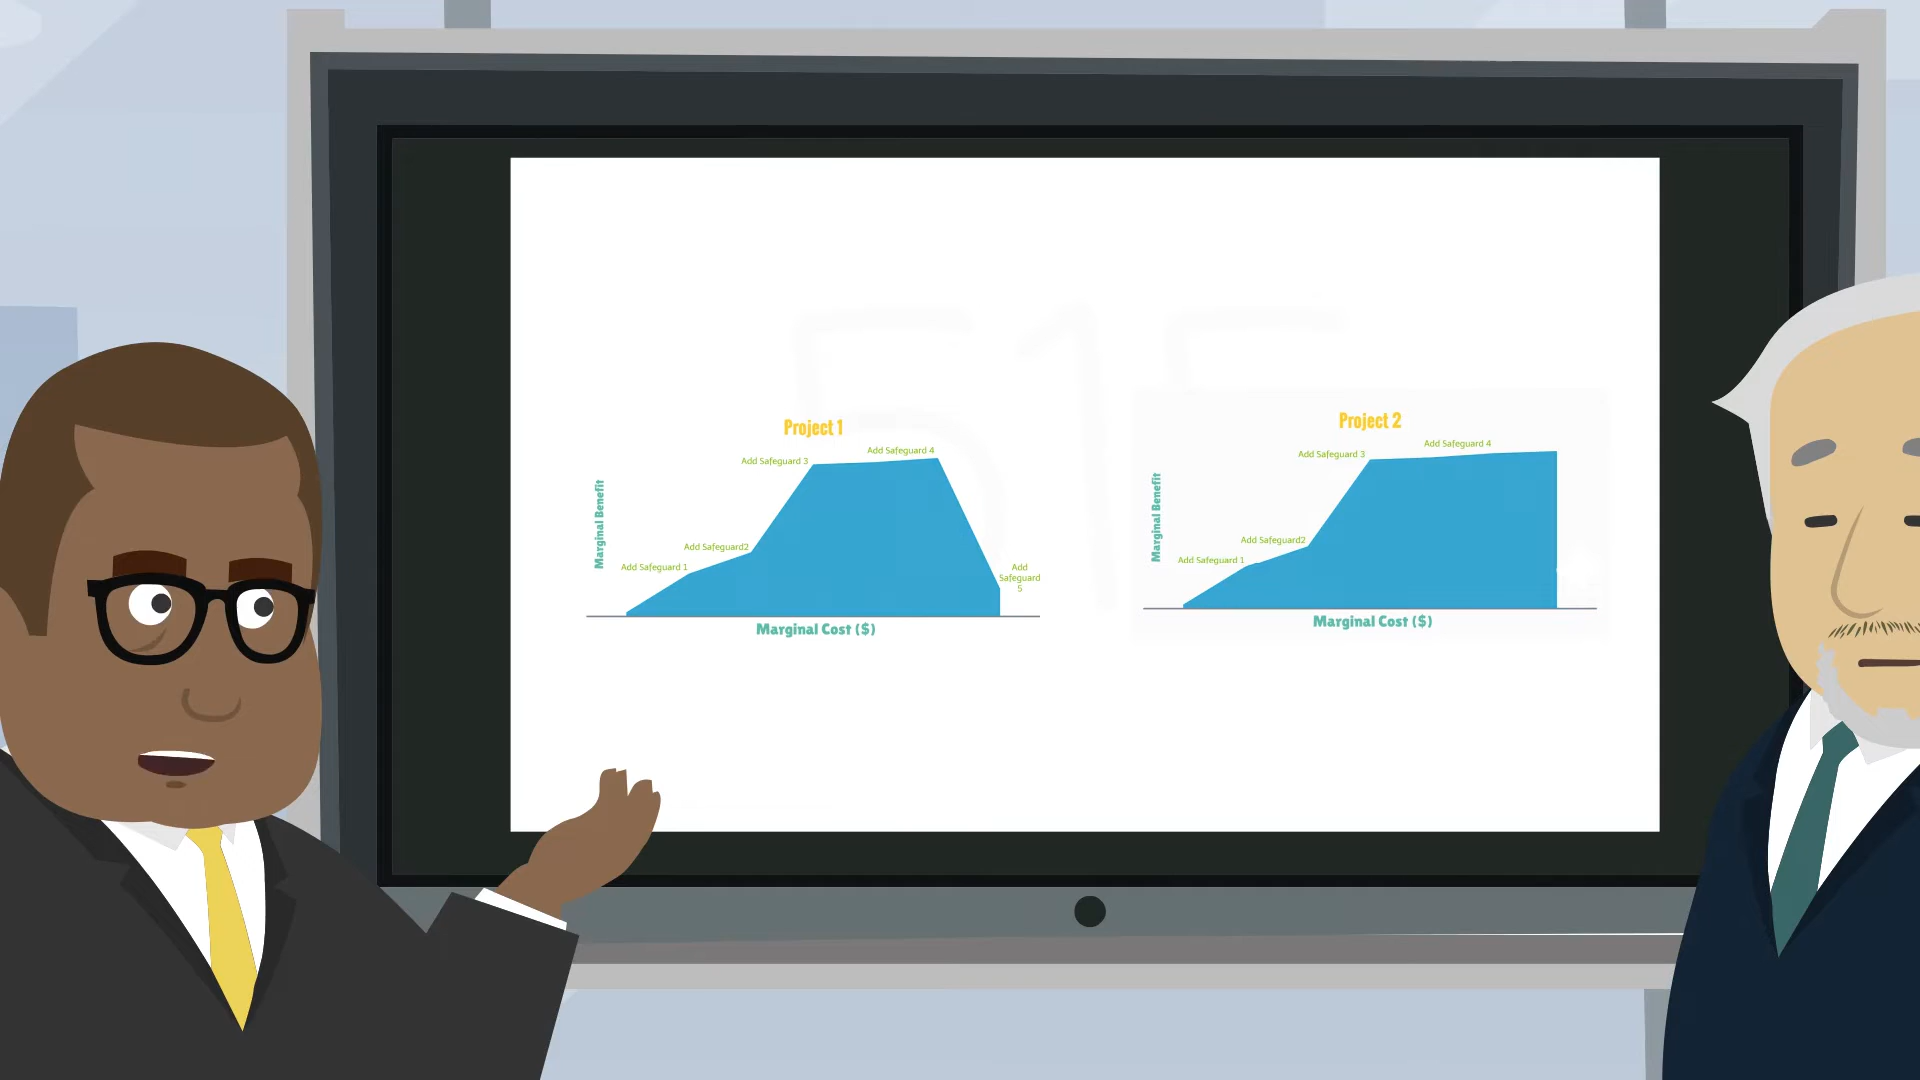 515
Project 1
Add Safeguard 4
Add Safeguard 3
Add Safeguard2
Add Safeguard 1
Add
Safeguard
5
Marginal Benefit
Marginal Cost ($)
Project 2
Add Safeguard 4
Add Safeguard 3
Add Safeguard2
Add Safeguard 1
Marginal Benefit
Marginal Cost ($)